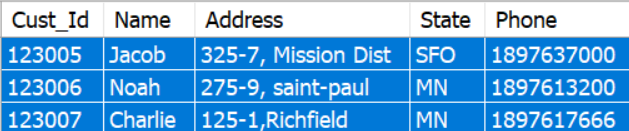 Cust_Id Name Address State Phone
123005 Jacob 325-7, Mission Dist SFO 1897637000
123006 Noah 275-9, saint-paul MN 1897613200
123007 Charlie 125-1,Richfield MN 1897617666